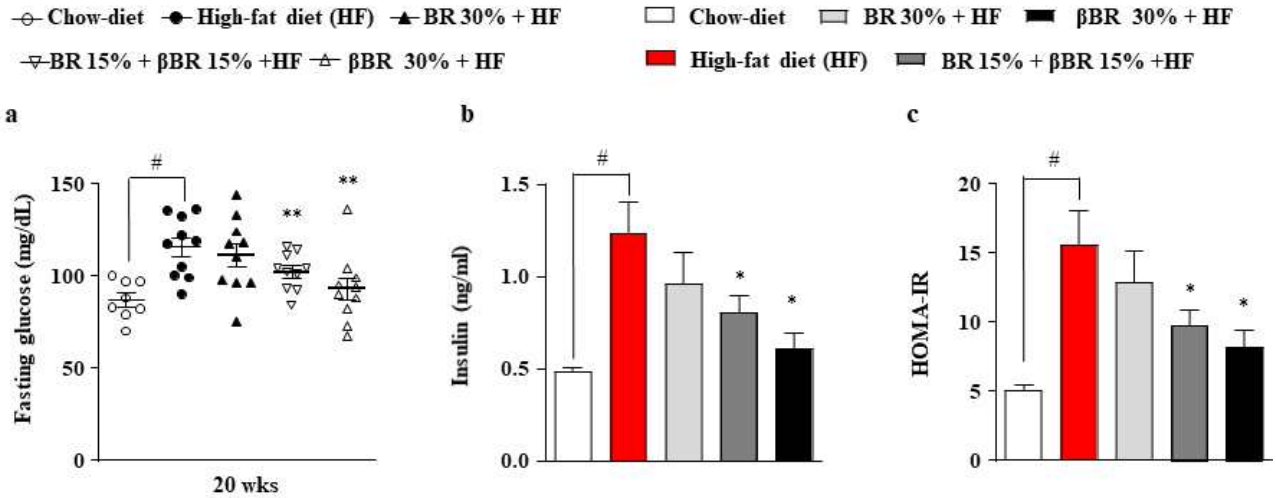 Chow-diet High-fat diet (HF) BR 30% + HF
BR 15% + βBR 15% +HF βBR 30% + HF
Chow-diet BR 30% + HF βBR 30% + HF
High-fat diet (HF) BR 15% + βBR 15% +HF
a
Fasting glucose (mg/dL)
150
100
50
0
#
**
**
20 wks
b
Insulin (ng/ml)
1.5
1.0
0.5
0.0
#
*
*
c
HOMA-IR
20
15
10
5
0
#
*
*